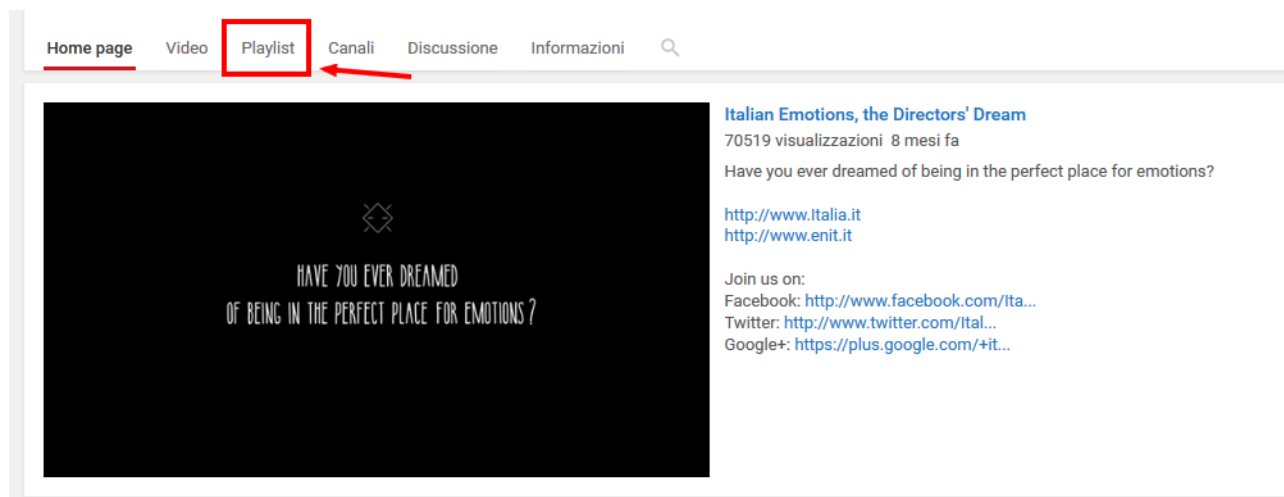 Home page Video Playlist Canali Discussione Informazioni
HAVE YOU EVER DREAMED
OF BEING IN THE PERFECT PLACE FOR EMOTIONS?
Italian Emotions, the Directors' Dream
70519 visualizzazioni 8 mesi fa
Have you ever dreamed of being in the perfect place for emotions?
http://www.Italia.it
http://www.enit.it
Join us on:
Facebook: http://www.facebook.com/Ita...
Twitter: http://www.twitter.com/Ital...
Google+: https://plus.google.com/+it...